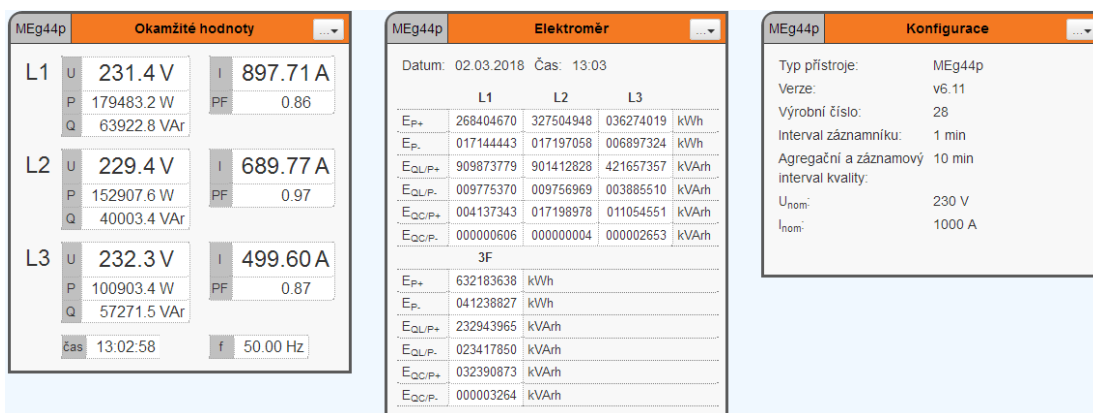 MEg44p Okamžité hodnoty ...
L1 U 231.4 V I 897.71 A
P 179483.2 W PF 0.86
Q 63922.8 VAr
L2 U 229.4 V I 689.77 A
P 152907.6 W PF 0.97
Q 40003.4 VAr
L3 U 232.3 V I 499.60 A
P 100903.4 W PF 0.87
Q 57271.5 VAr
čas 13:02:58 f 50.00 Hz
MEg44p Elektroměr ...
Datum: 02.03.2018 Čas: 13:03
L1 L2 L3
EP+ 268404670 327504948 036274019 kWh
EP- 017144443 017197058 006897324 kWh
EQL/P+ 909873779 901412828 421657357 kVArh
EQL/P- 009775370 009756969 003885510 kVArh
EQC/P+ 004137343 017198978 011054551 kVArh
EQC/P- 000000606 000000004 000002653 kVArh
3F
EP+ 632183638 kWh
EP- 041238827 kWh
EQL/P+ 232943965 kVArh
EQL/P- 023417850 kVArh
EQC/P+ 032390873 kVArh
EQC/P- 000003264 kVArh
MEg44p Konfigurace ...
Typ přístroje: MEg44p
Verze: v6.11
Výrobní číslo: 28
Interval záznamníku: 1 min
Agregační a záznamový 10 min
interval kvality:
Unom: 230 V
Inom: 1000 A